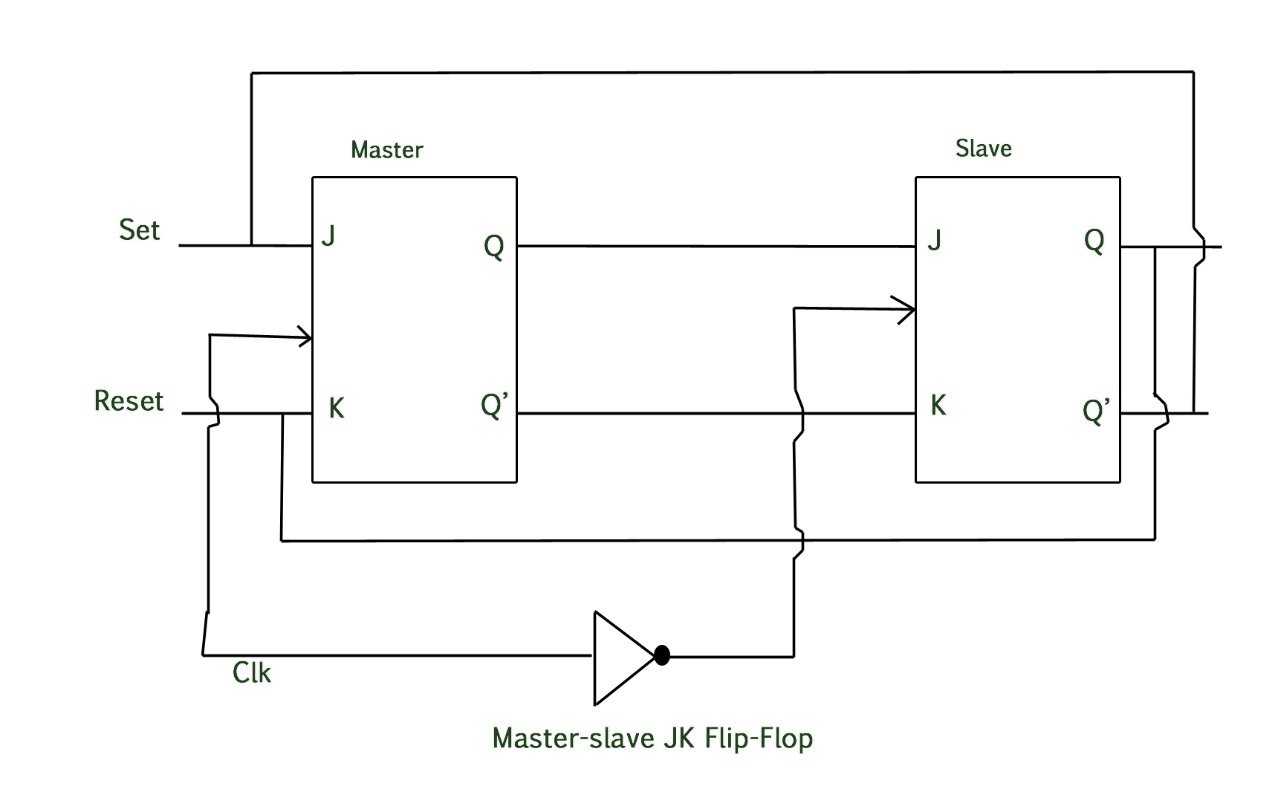 Master
Slave
Set
J
Q
J
Q
Reset
K
Q’
K
Q’
Clk
Master-slave JK Flip-Flop